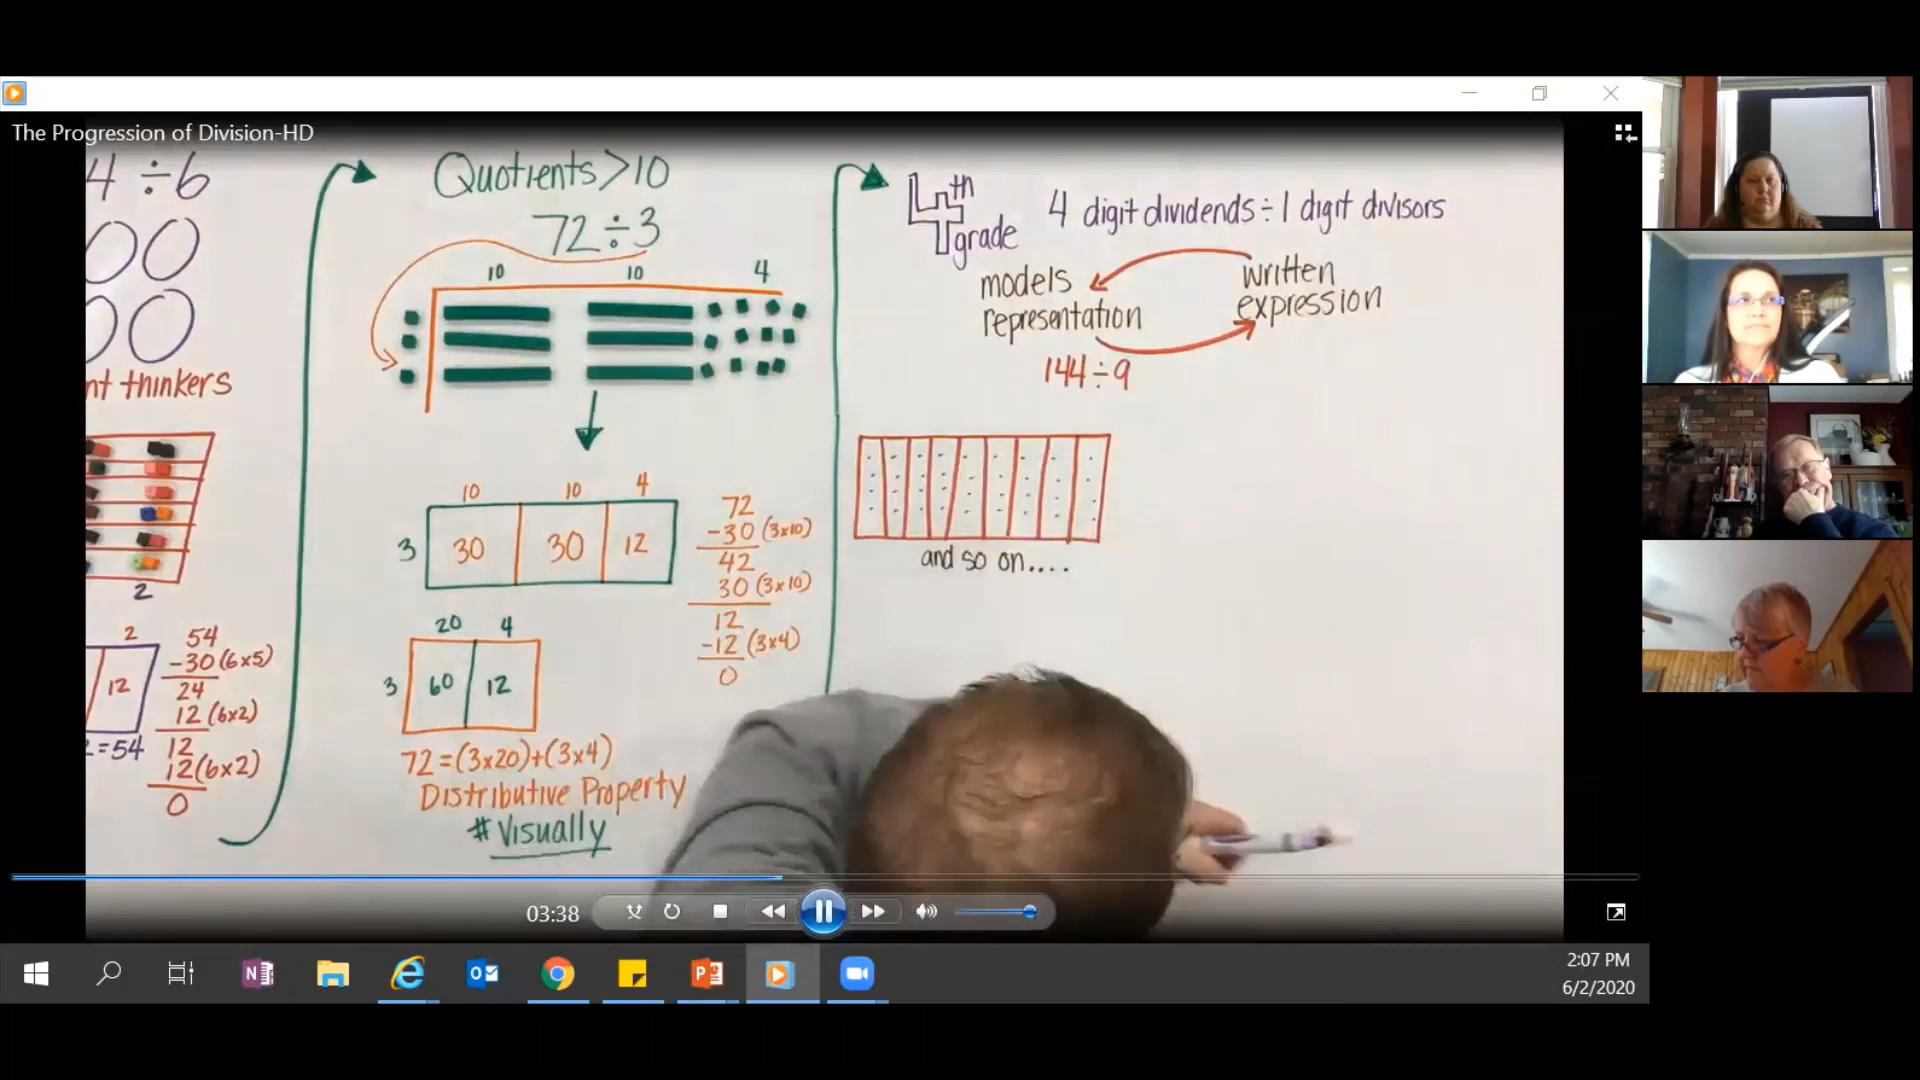 The Progression of Division-HD
4 ÷ 6
nt thinkers
2
2
12
2 = 54
54
-30 (6x5)
24
12 (6x2)
12
12 (6x2)
0
Quotients > 10
72 ÷ 3
10 10 4
10 10 4
3 30 30 12
72
-30 (3x10)
42
30 (3x10)
12
-12 (3x4)
0
20 4
3 60 12
72 = (3x20)+(3x4)
Distributive Property
# Visually
4th grade
4 digit dividends ÷ 1 digit divisors
models
representation
written
expression
144 ÷ 9
and so on....
03:38
N
e
O
P
2:07 PM
6/2/2020